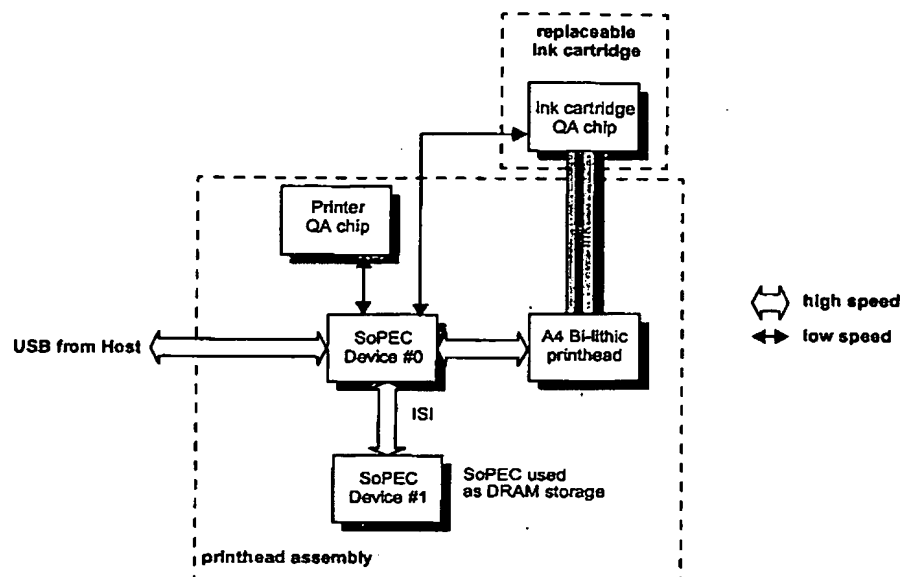 replaceable
ink cartridge
Ink cartridge
QA chip
Printer
QA chip
Ink
USB from Host
SoPEC
Device #0
A4 Bi-lithic
printhead
high speed
low speed
ISI
SoPEC
Device #1
SoPEC used
as DRAM storage
printhead assembly